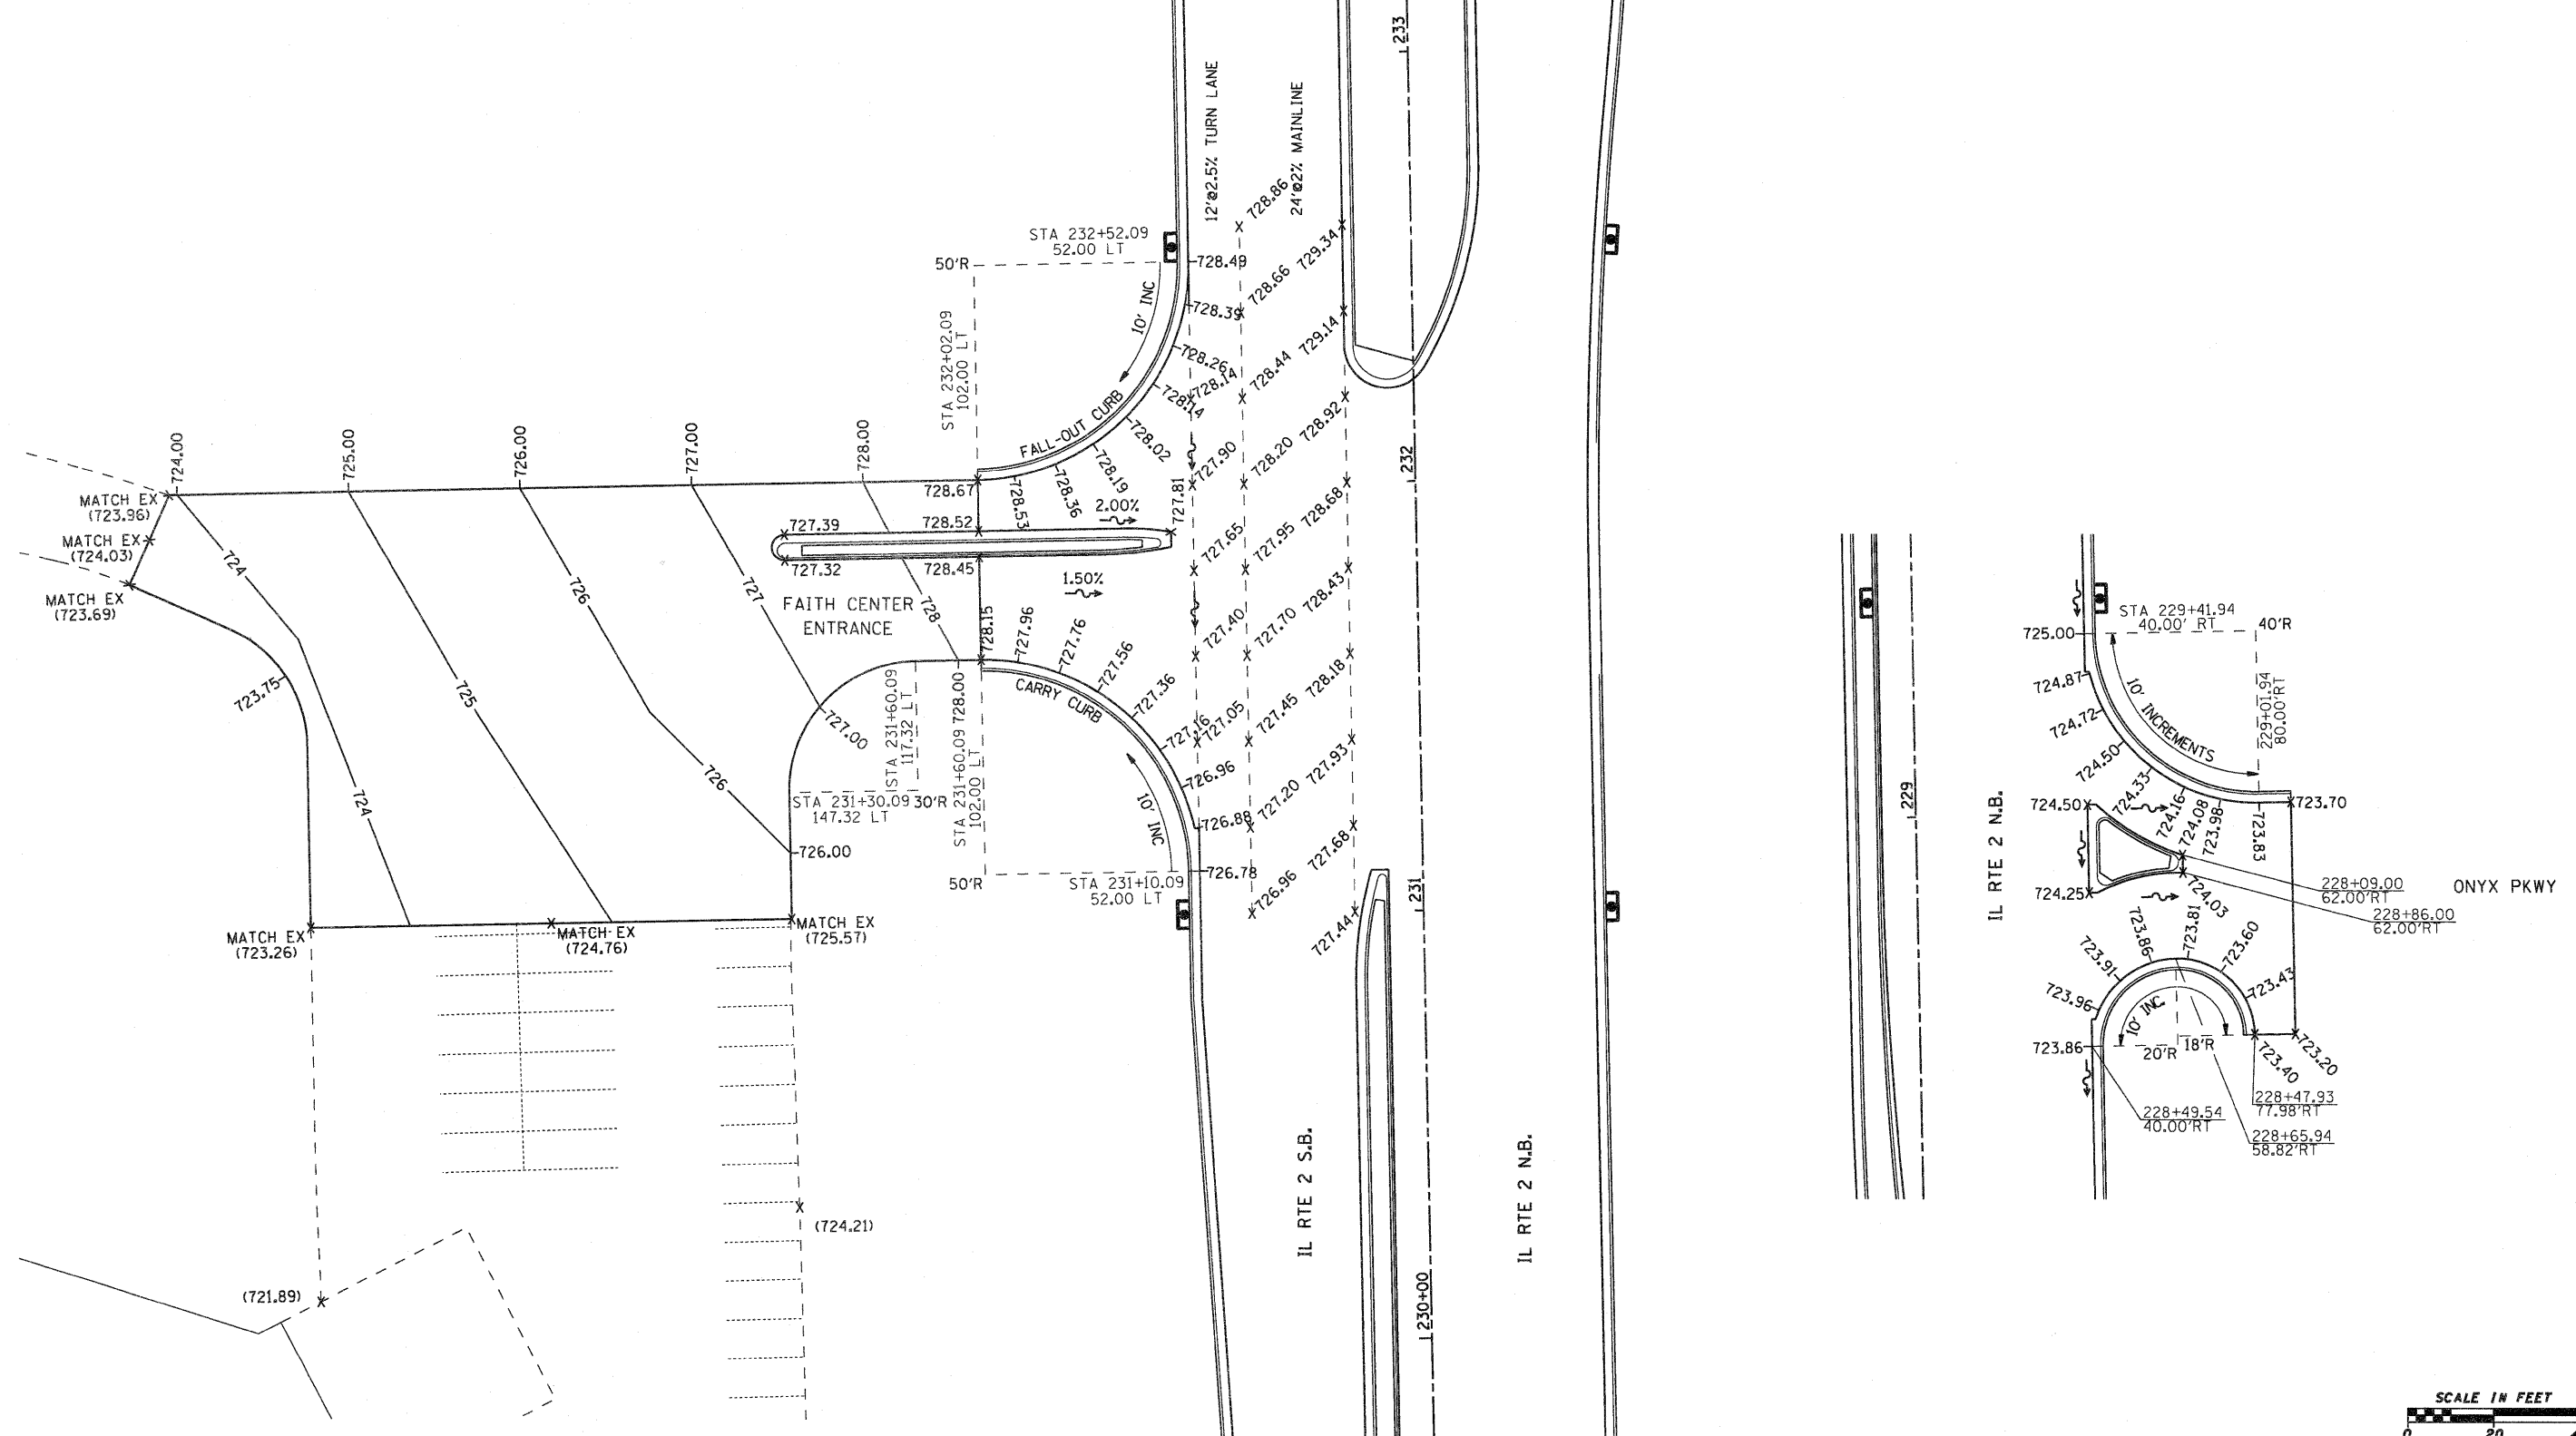 233
12'@2.5% TURN LANE
24'@2% MAINLINE
728.86
STA 232+52.09
52.00 LT
50'R
728.49
728.66
729.34
10' INC
728.39
STA 232+02.09
102.00 LT
728.26
728.14
728.14
728.44
729.14
FALL-OUT CURB
728.02
728.19
728.36
728.53
727.90
728.20
728.92
232
724.00
725.00
726.00
727.00
728.00
MATCH EX
(723.96)
MATCH EX
(724.03)
MATCH EX
(723.69)
728.67
727.39
728.52
2.00%
727.81
727.65
727.95
728.68
727.32
728.45
1.50%
724
726
727
728
FAITH CENTER
ENTRANCE
728.15
727.96
727.76
727.56
727.36
727.16
726.96
727.40
727.70
728.43
727.05
727.45
728.18
723.75
725
CARRY CURB
727.00
STA 231+60.09
117.32 LT
728.00
STA 231+60.09
102.00 LT
726
STA 231+30.09
147.32 LT
30'R
724
726.00
10' INC
726.88
727.20
727.93
50'R
STA 231+10.09
52.00 LT
726.78
726.96
727.68
231
727.44
MATCH EX
(723.26)
MATCH EX
(724.76)
MATCH EX
(725.57)
(724.21)
(721.89)
IL RTE 2 S.B.
IL RTE 2 N.B.
230+00
229
IL RTE 2 N.B.
STA 229+41.94
40.00' RT
40'R
725.00
724.87
724.72
724.50
724.33
724.16
724.08
723.98
723.83
10' INCREMENTS
229+01.94
80.00'RT
723.70
724.50
724.25
724.03
228+09.00
62.00'RT
ONYX PKWY
228+86.00
62.00'RT
723.96
723.91
723.86
723.81
723.60
723.43
10' INC.
723.86
20'R
18'R
723.40
723.20
228+49.54
40.00'RT
228+47.93
77.98'RT
228+65.94
58.82'RT
SCALE IN FEET
0
20